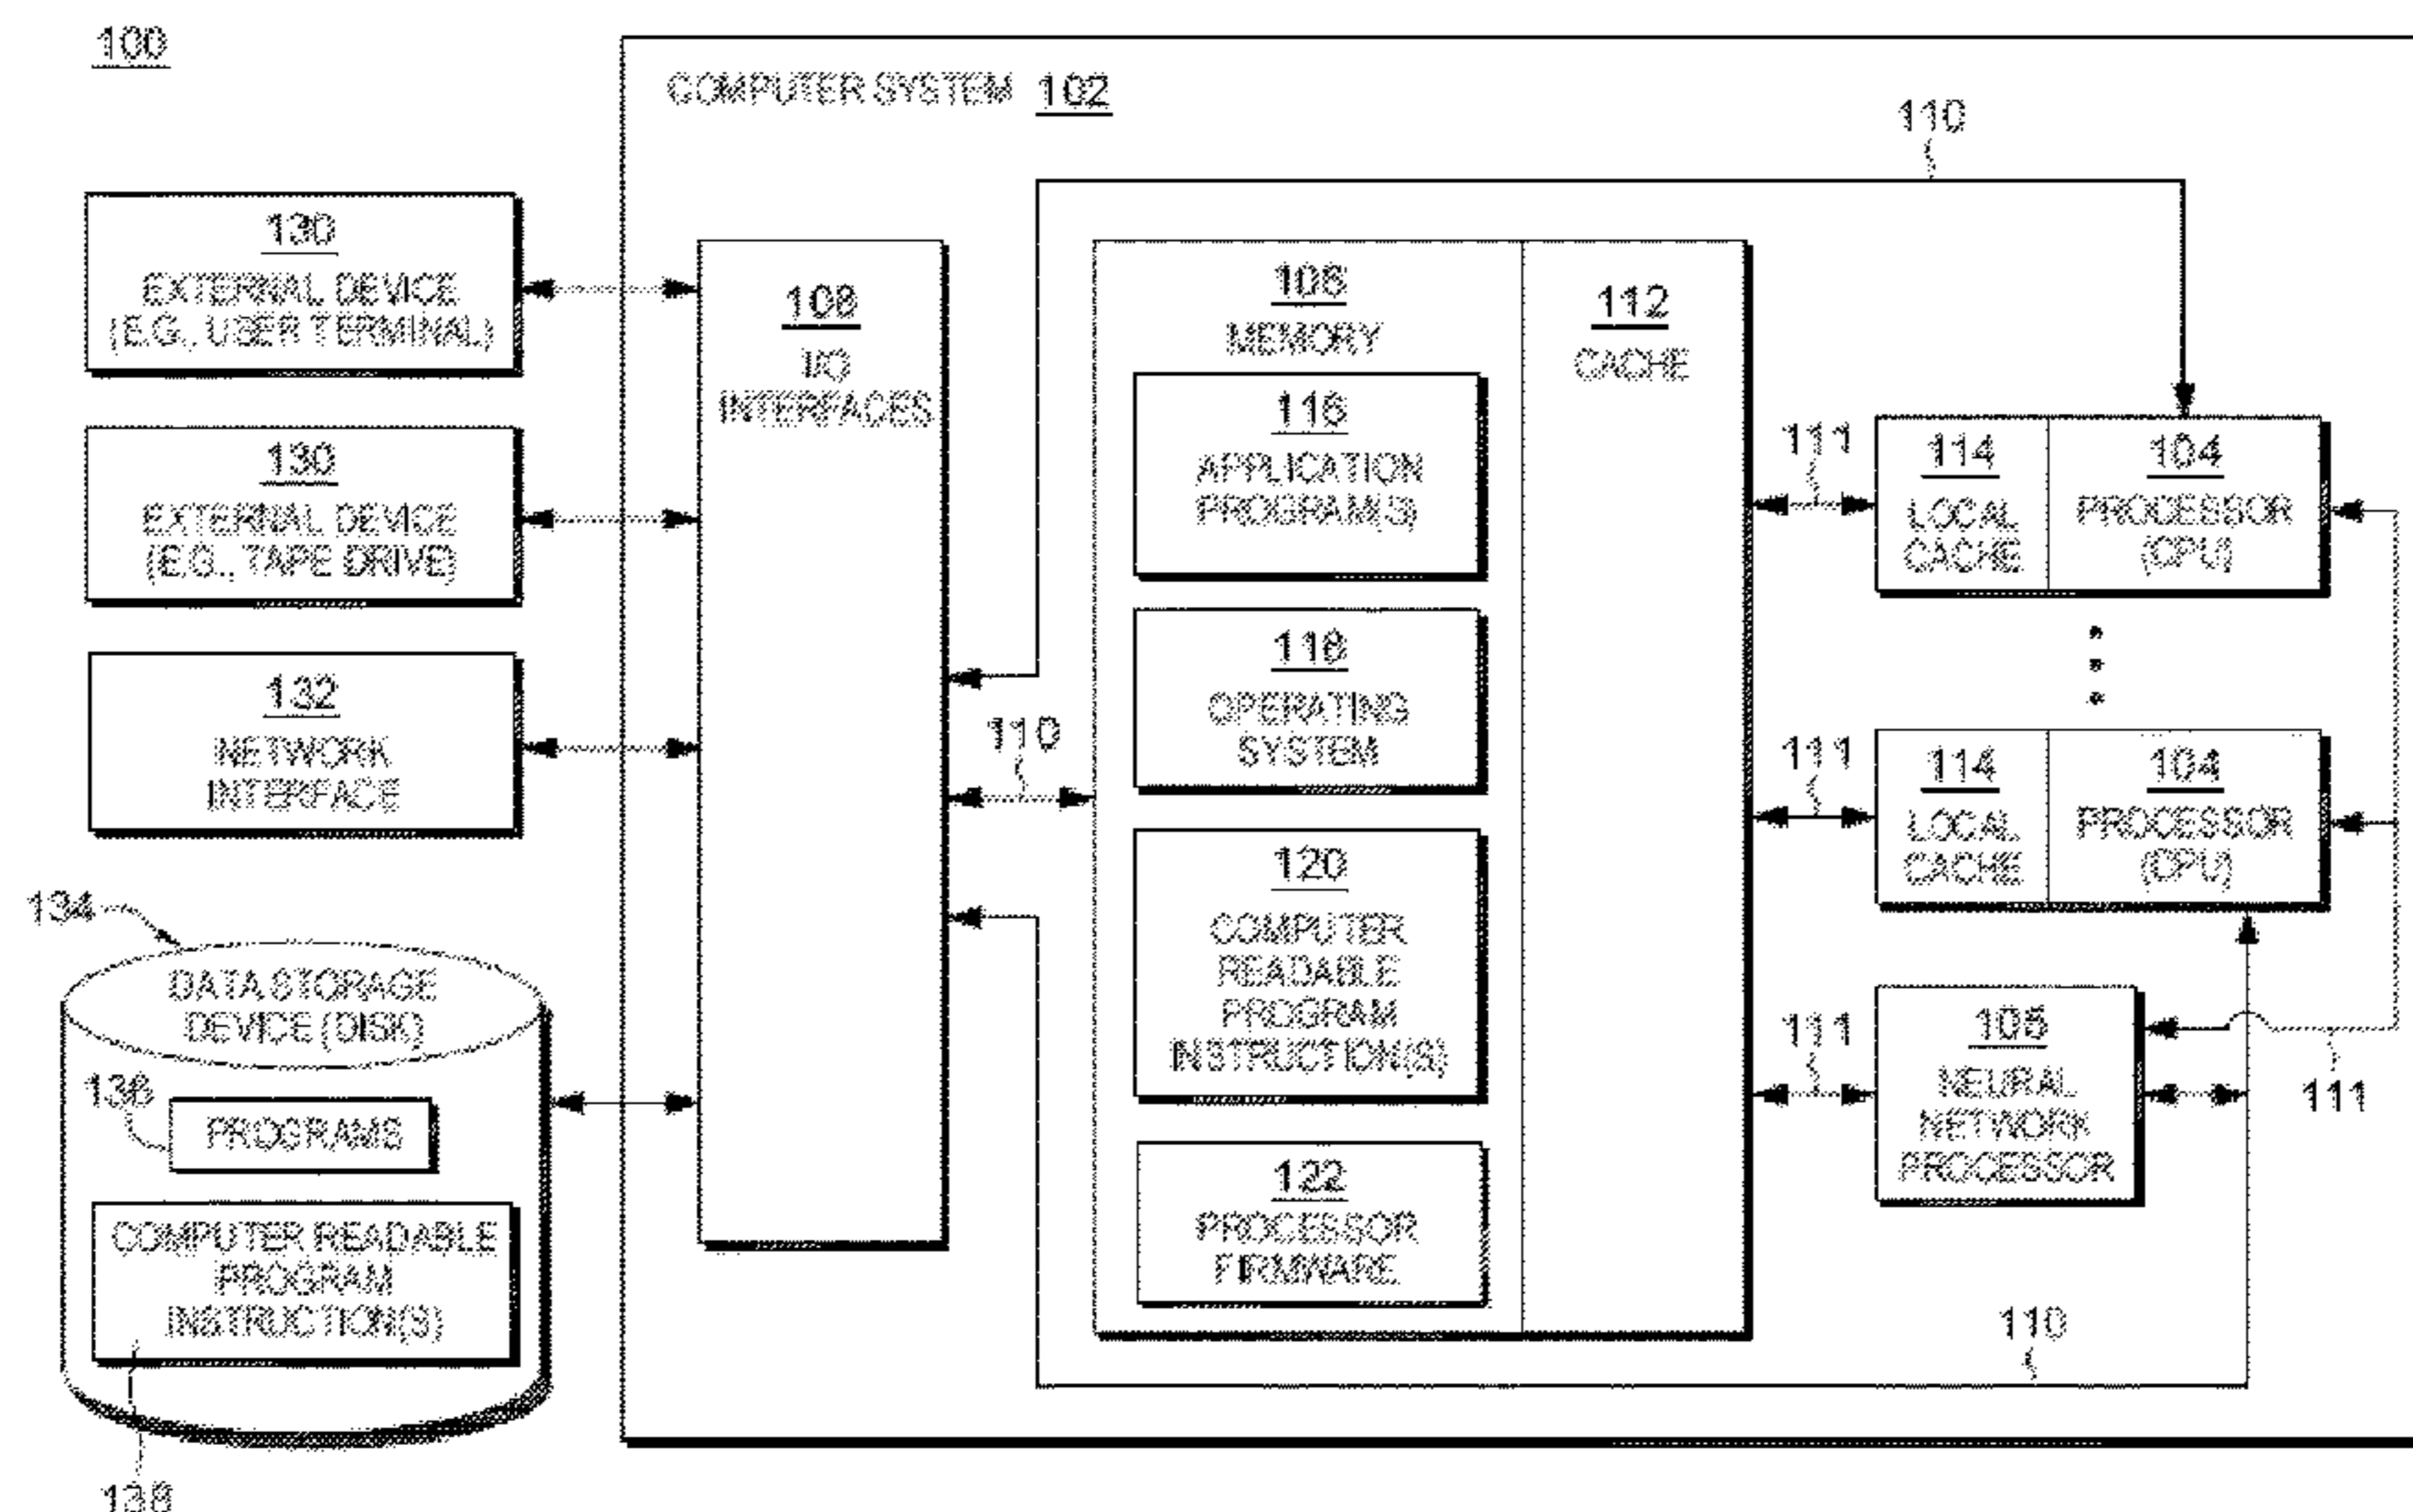 100
COMPUTER SYSTEM 102
110
130
EXTERNAL DEVICE
(E.G., USER TERMINAL)
130
EXTERNAL DEVICE
(E.G., TAPE DRIVE)
132
NETWORK
INTERFACE
134
DATA STORAGE
DEVICE (DISK)
136
PROGRAMS
COMPUTER READABLE
PROGRAM
INSTRUCTION(S)
138
108
I/O
INTERFACES
110
106
MEMORY
116
APPLICATION
PROGRAM(S)
118
OPERATING
SYSTEM
120
COMPUTER
READABLE
PROGRAM
INSTRUCTION(S)
122
PROCESSOR
FIRMWARE
112
CACHE
111
114
LOCAL
CACHE
104
PROCESSOR
(CPU)
111
114
LOCAL
CACHE
104
PROCESSOR
(CPU)
111
105
NEURAL
NETWORK
PROCESSOR
111
110